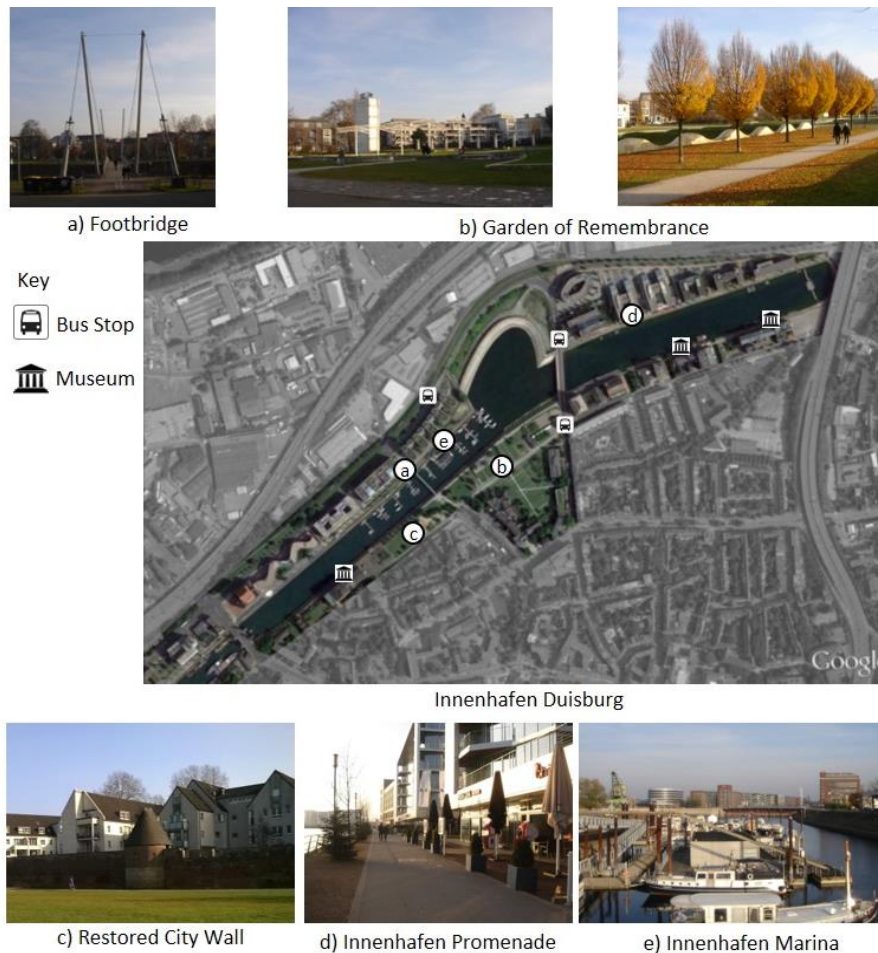 a) Footbridge
b) Garden of Remembrance
Key
Bus Stop
Museum
d
e
a
b
c
Google
Innenhafen Duisburg
c) Restored City Wall
d) Innenhafen Promenade
e) Innenhafen Marina